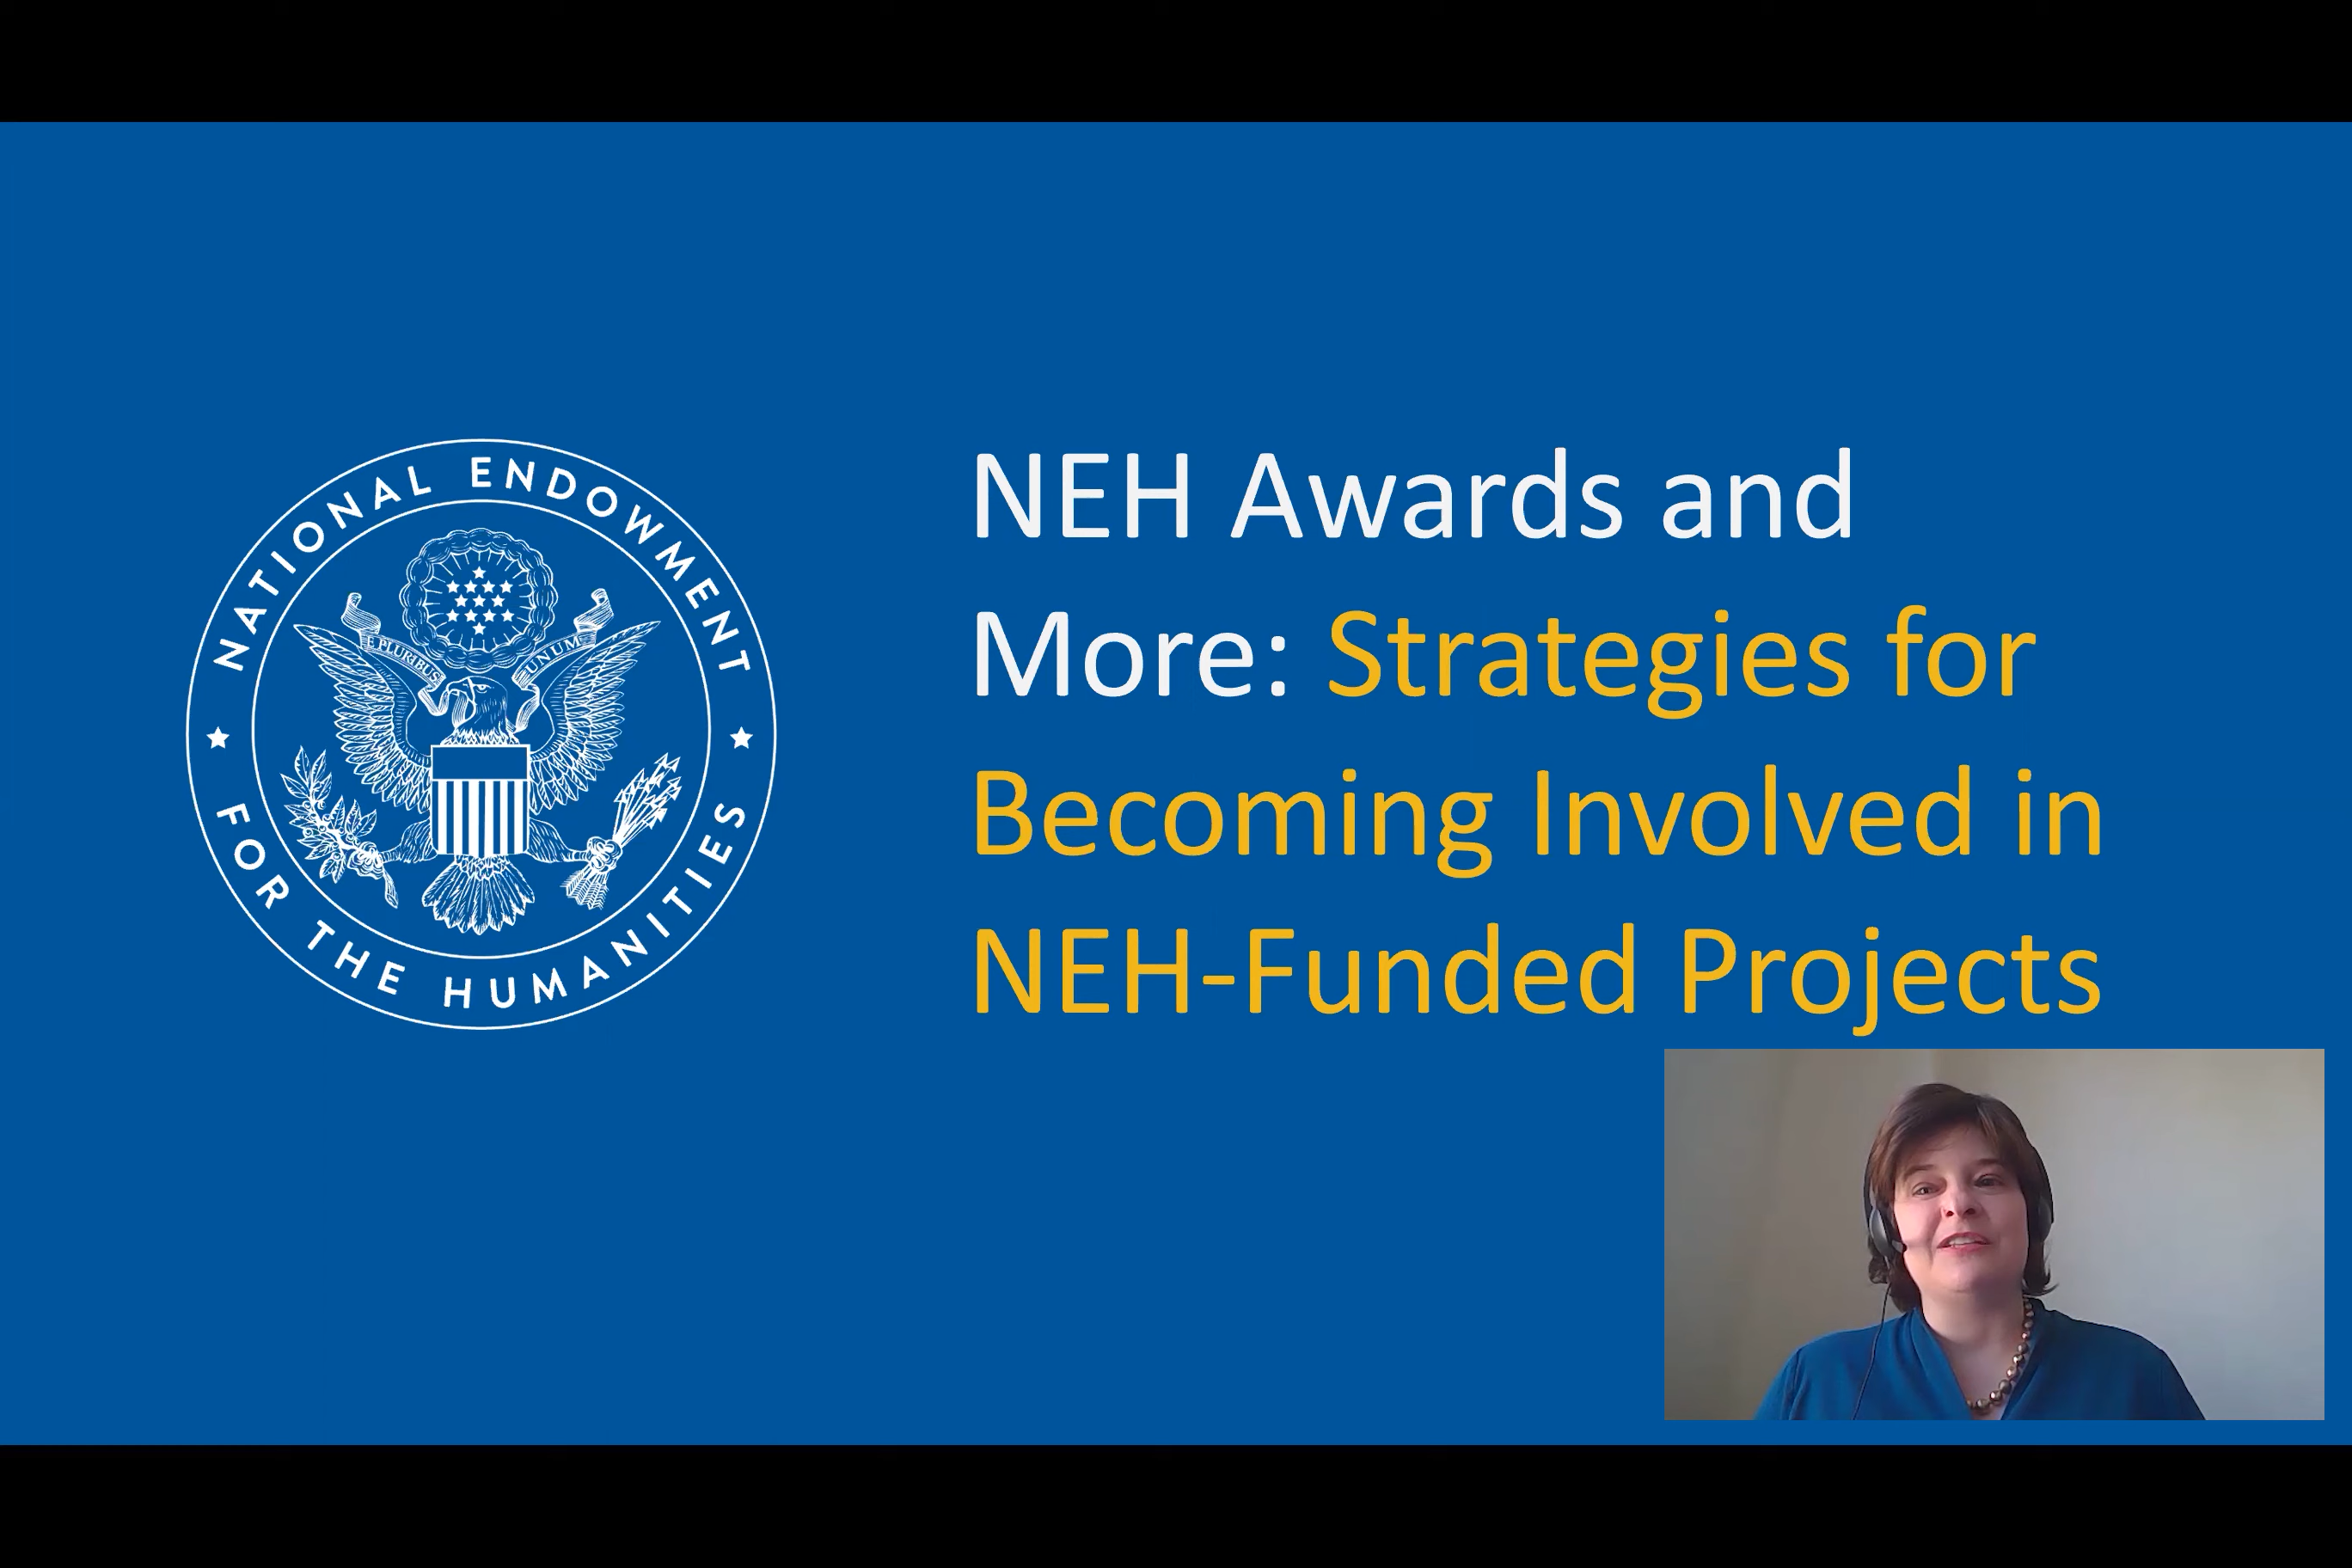 NATIONAL ENDOWMENT
FOR THE HUMANITIES
E PLURIBUS
UNUM
NEH Awards and
More: Strategies for
Becoming Involved in
NEH-Funded Projects